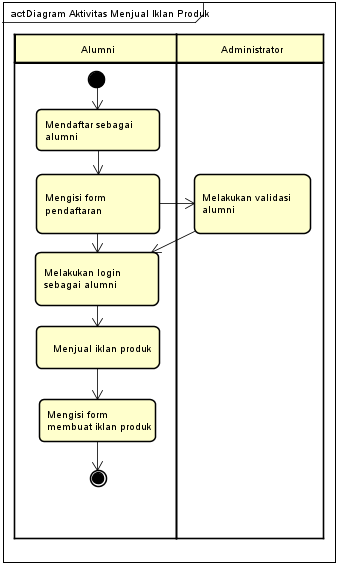 actDiagram Aktivitas Menjual Iklan Produk
Alumni
Administrator
Mendaftar sebagai
alumni
Mengisi form
pendaftaran
Melakukan validasi
alumni
Melakukan login
sebagai alumni
Menjual iklan produk
Mengisi form
membuat iklan produk